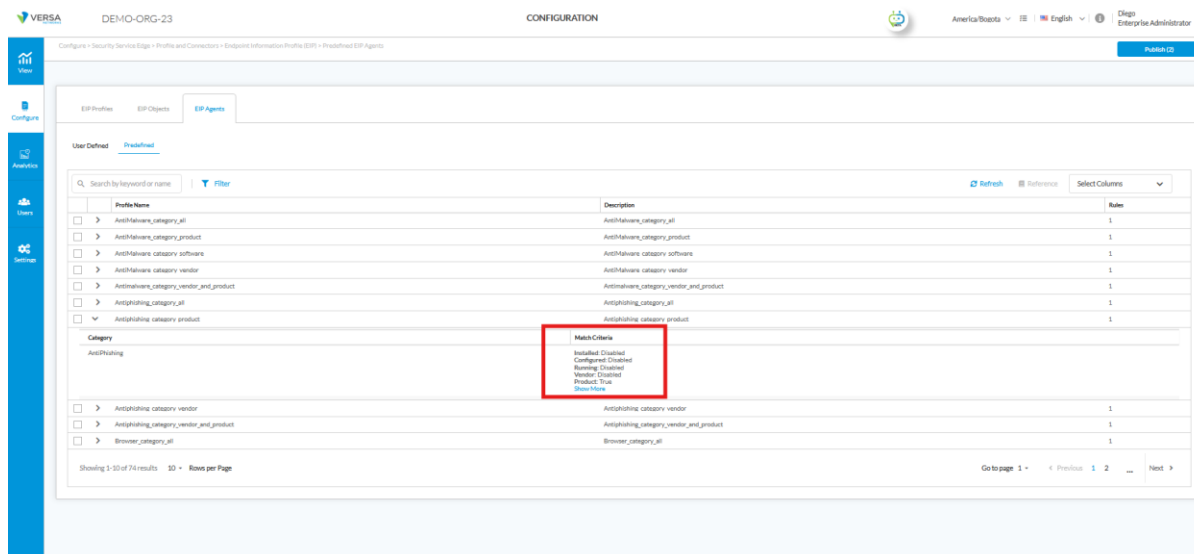 VERSA
DEMO-ORG-23
CONFIGURATION
America/Bogota
English
Diego
Enterprise Administrator
Configure > Security Service Edge > Profile and Connectors > Endpoint Information Profile (EIP) > Predefined EIP Agents
Publish (2)
View
Configure
Analytics
Users
Settings
EIP Profiles EIP Objects EIP Agents
User Defined Predefined
Search by keyword or name Filter Refresh Reference Select Columns
Profile Name Description Rules
AntiMalware_category_all AntiMalware_category_all 1
AntiMalware_category_product AntiMalware_category_product 1
AntiMalware_category_software AntiMalware_category_software 1
AntiMalware_category_vendor AntiMalware_category_vendor 1
Antimalware_category_vendor_and_product Antimalware_category_vendor_and_product 1
Antiphishing_category_all Antiphishing_category_all 1
Antiphishing_category_product Antiphishing_category_product 1
Category Match Criteria
AntiPhishing Installed: Disabled
Configured: Disabled
Running: Disabled
Vendor: Disabled
Product: True
Show More
Antiphishing_category_vendor Antiphishing_category_vendor 1
Antiphishing_category_vendor_and_product Antiphishing_category_vendor_and_product 1
Browser_category_all Browser_category_all 1
Showing 1-10 of 74 results 10 Rows per Page Go to page 1 < Previous 1 2 ... Next >